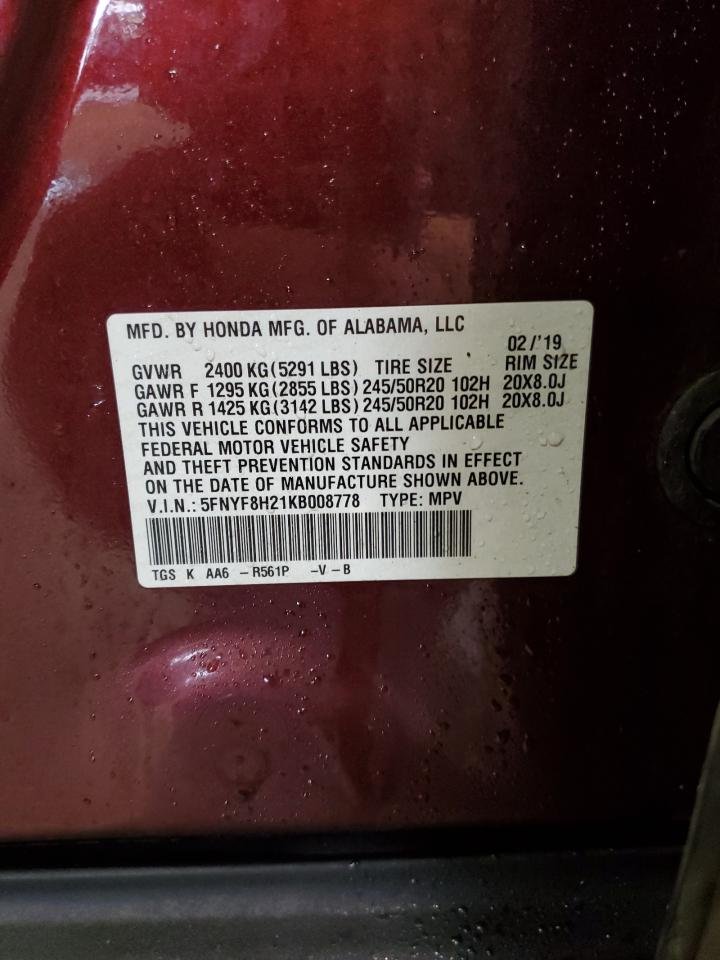 MFD. BY HONDA MFG. OF ALABAMA, LLC
02/'19
GVWR 2400 KG(5291 LBS) TIRE SIZE RIM SIZE
GAWR F 1295 KG(2855 LBS) 245/50R20 102H 20X8.0J
GAWR R 1425 KG(3142 LBS) 245/50R20 102H 20X8.0J
THIS VEHICLE CONFORMS TO ALL APPLICABLE
FEDERAL MOTOR VEHICLE SAFETY
AND THEFT PREVENTION STANDARDS IN EFFECT
ON THE DATE OF MANUFACTURE SHOWN ABOVE.
V.I.N.: 5FNYF8H21KB008778 TYPE: MPV
TGS K AA6 -R561P -V-B